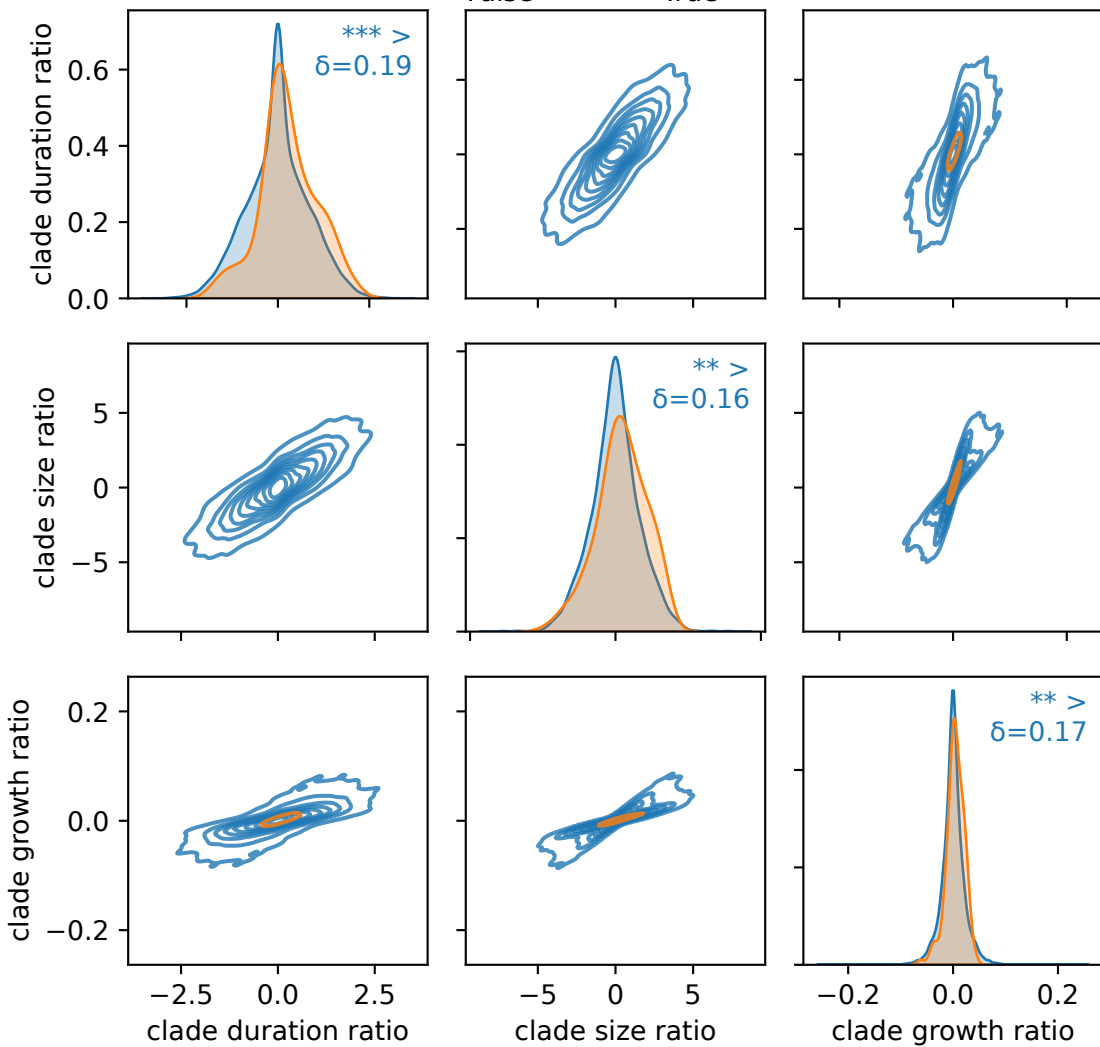 clade duration ratio
0.6
0.4
0.2
0.0
*** >
δ=0.19
clade size ratio
5
0
−5
** >
δ=0.16
clade growth ratio
0.2
0.0
−0.2
** >
δ=0.17
−2.5 0.0 2.5
−5 0 5
−0.2 0.0 0.2
clade duration ratio
clade size ratio
clade growth ratio